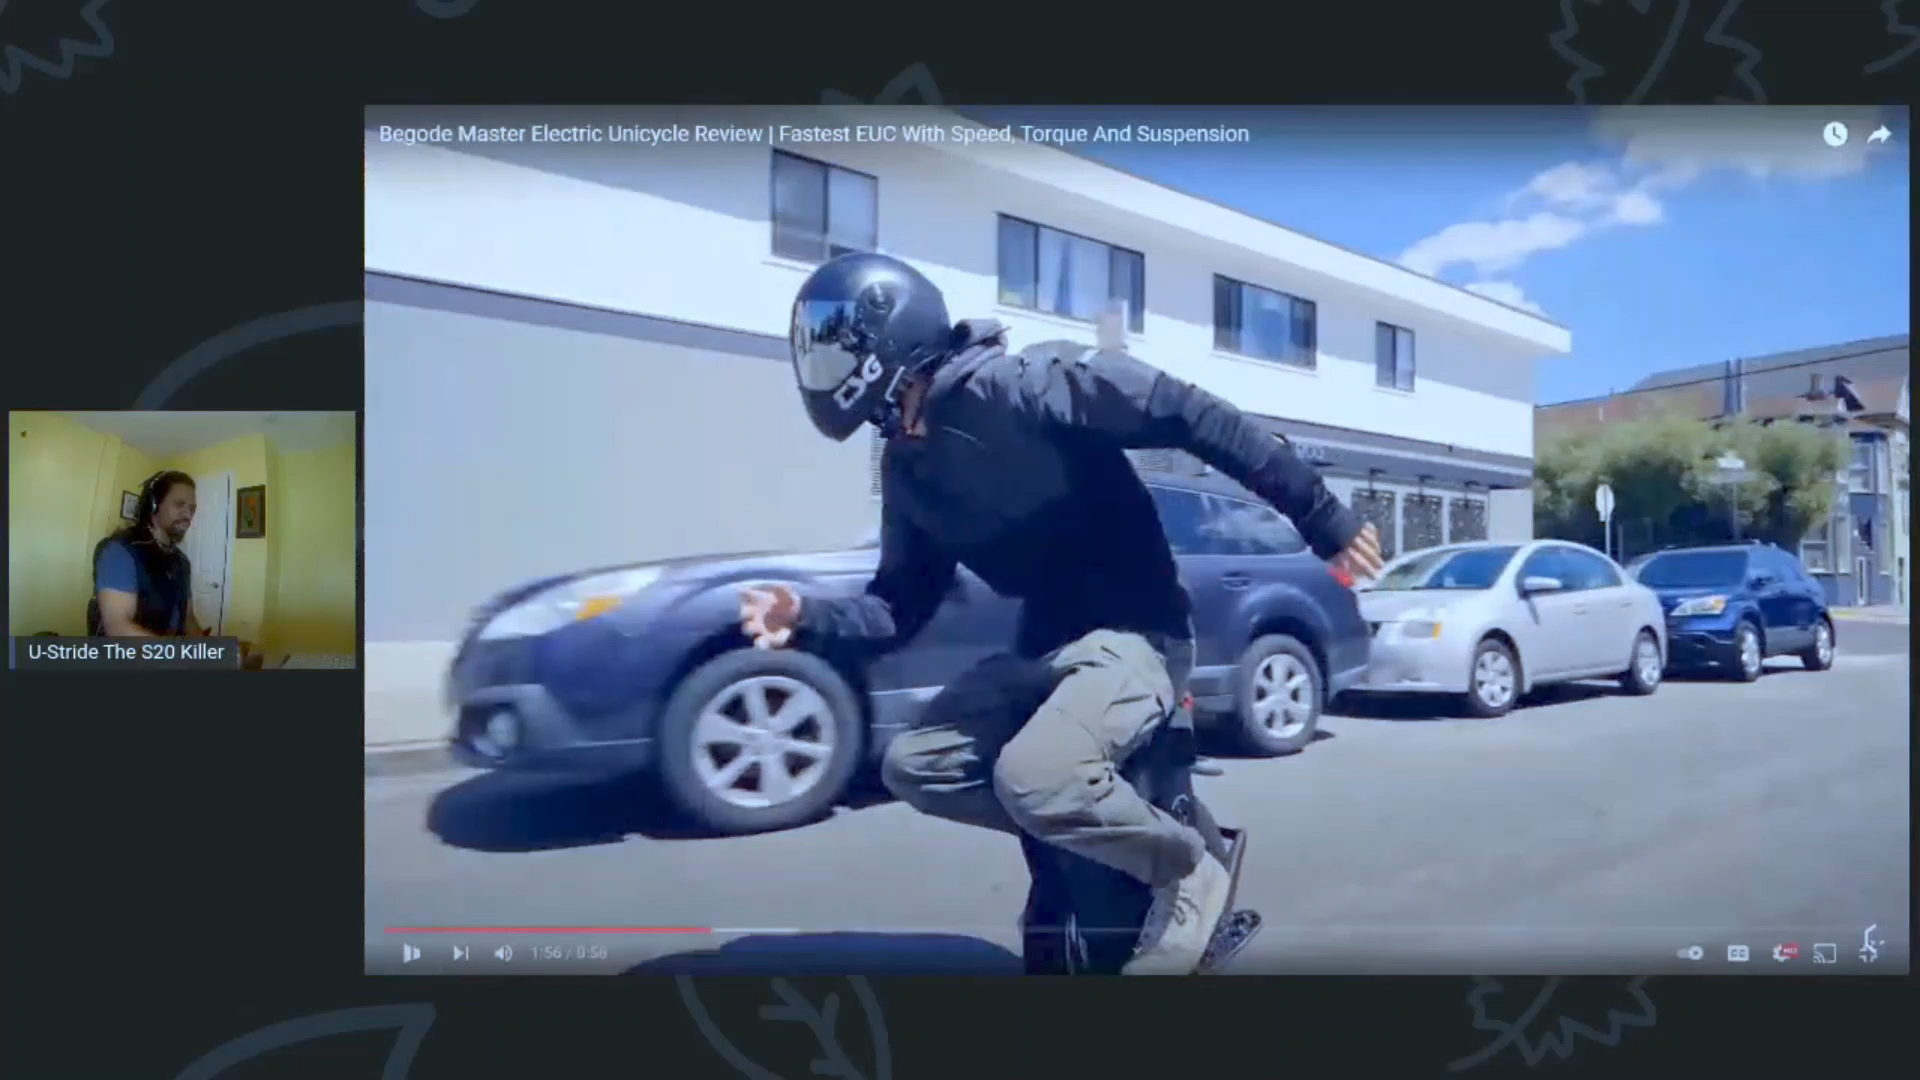 Begode Master Electric Unicycle Review | Fastest EUC With Speed, Torque And Suspension
TSG
U-Stride The S20 Killer
1:56 / 8:56
CC